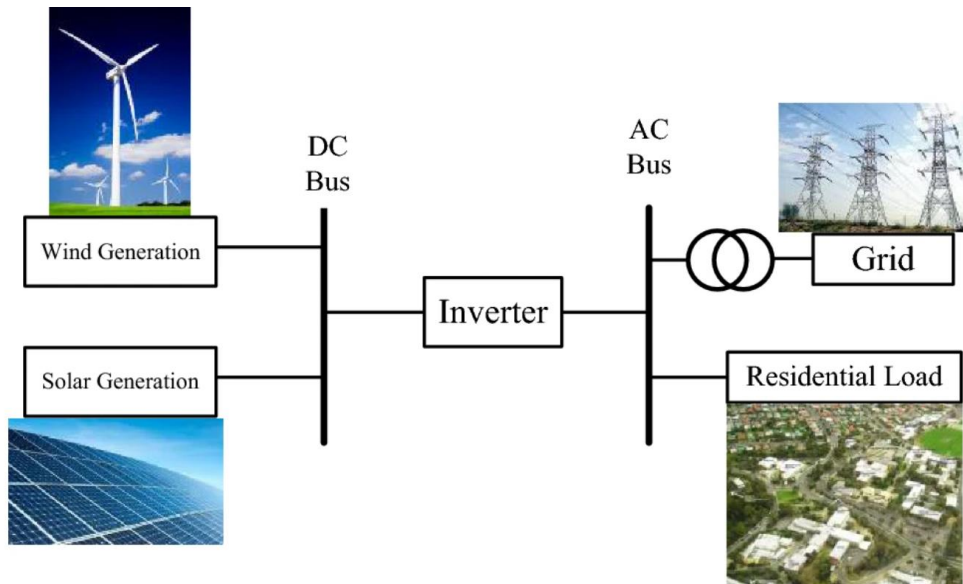 DC
Bus
AC
Bus
Wind Generation
Grid
Inverter
Solar Generation
Residential Load